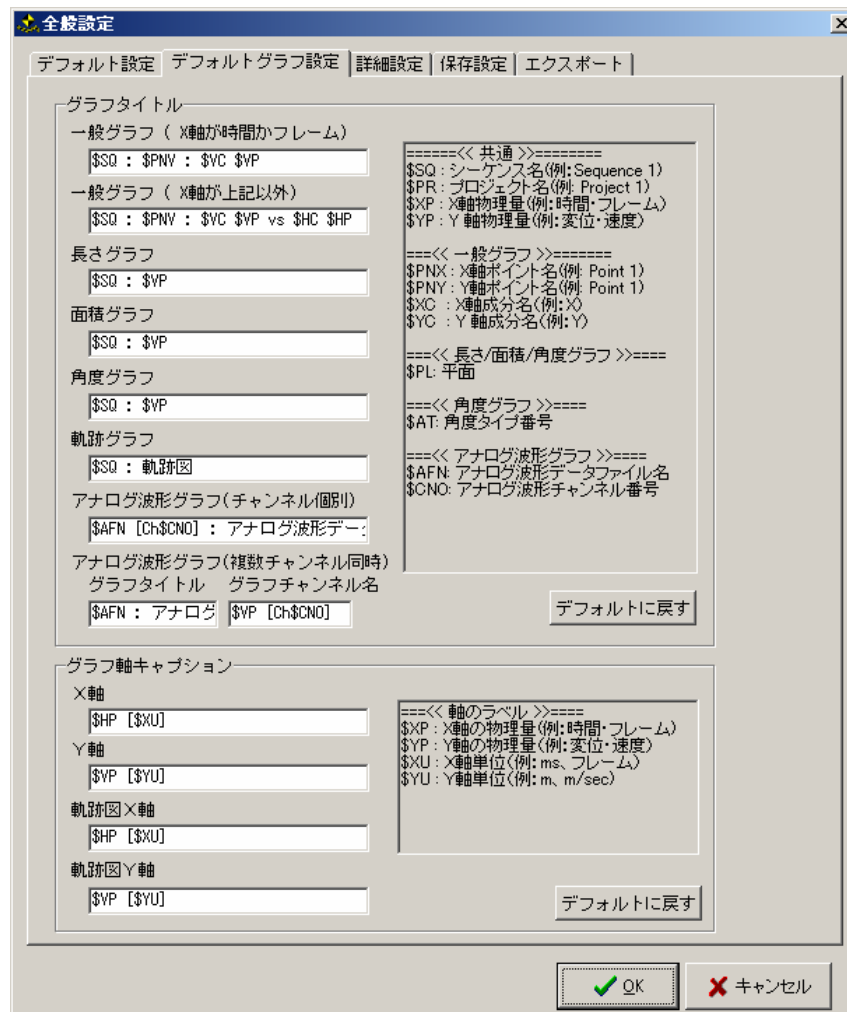 全般設定
デフォルト設定 デフォルトグラフ設定 詳細設定 保存設定 エクスポート
グラフタイトル
一般グラフ ( X軸が時間かフレーム)
$SQ : $PNV : $VC $VP
一般グラフ ( X軸が上記以外)
$SQ : $PNV : $VC $VP vs $HC $HP
長さグラフ
$SQ : $VP
面積グラフ
$SQ : $VP
角度グラフ
$SQ : $VP
軌跡グラフ
$SQ : 軌跡図
アナログ波形グラフ(チャンネル個別)
$AFN [Ch$CNO] : アナログ波形デー
アナログ波形グラフ(複数チャンネル同時)
グラフタイトル グラフチャンネル名
$AFN : アナログ $VP [Ch$CNO]
======<< 共通 >>========
$SQ : シーケンス名(例:Sequence 1)
$PR : プロジェクト名(例: Project 1)
$XP : X軸物理量(例:時間・フレーム)
$YP : Y 軸物理量(例:変位・速度)
===<< 一般グラフ >>=======
$PNX : X軸ポイント名(例: Point 1)
$PNY : Y軸ポイント名(例: Point 1)
$XC : X軸成分名(例:X)
$YC : Y 軸成分名(例:Y)
===<< 長さ/面積/角度グラフ >>====
$PL: 平面
===<< 角度グラフ >>====
$AT: 角度タイプ番号
===<< アナログ波形グラフ >>====
$AFN: アナログ波形データファイル名
$CNO: アナログ波形チャンネル番号
デフォルトに戻す
グラフ軸キャプション
X軸
$HP [$XU]
Y軸
$VP [$YU]
軌跡図X軸
$HP [$XU]
軌跡図Y軸
$VP [$YU]
===<< 軸のラベル >>====
$XP : X軸の物理量(例:時間・フレーム)
$YP : Y軸の物理量(例:変位・速度)
$XU : X軸単位(例: ms、フレーム)
$YU : Y軸単位(例: m、m/sec)
デフォルトに戻す
OK キャンセル